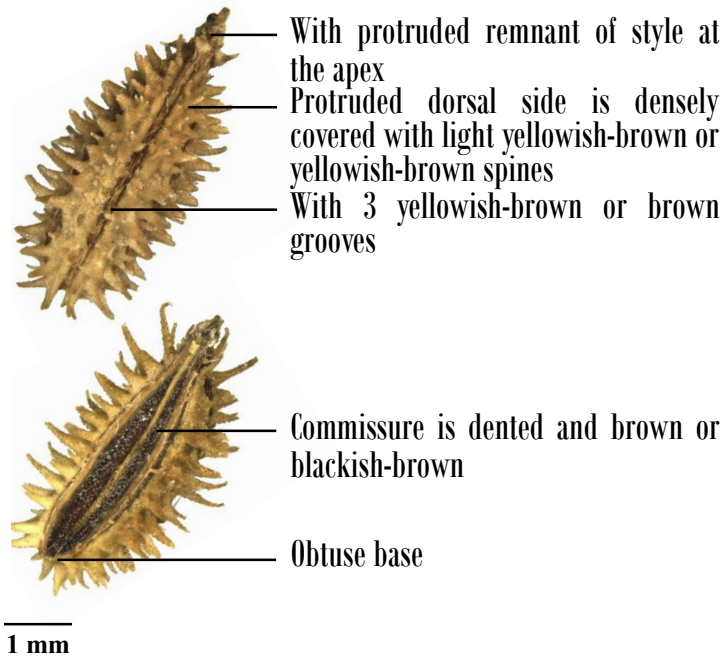 With protruded remnant of style at
the apex
Protruded dorsal side is densely
covered with light yellowish-brown or
yellowish-brown spines
With 3 yellowish-brown or brown
grooves
Commissure is dented and brown or
blackish-brown
Obtuse base
1 mm